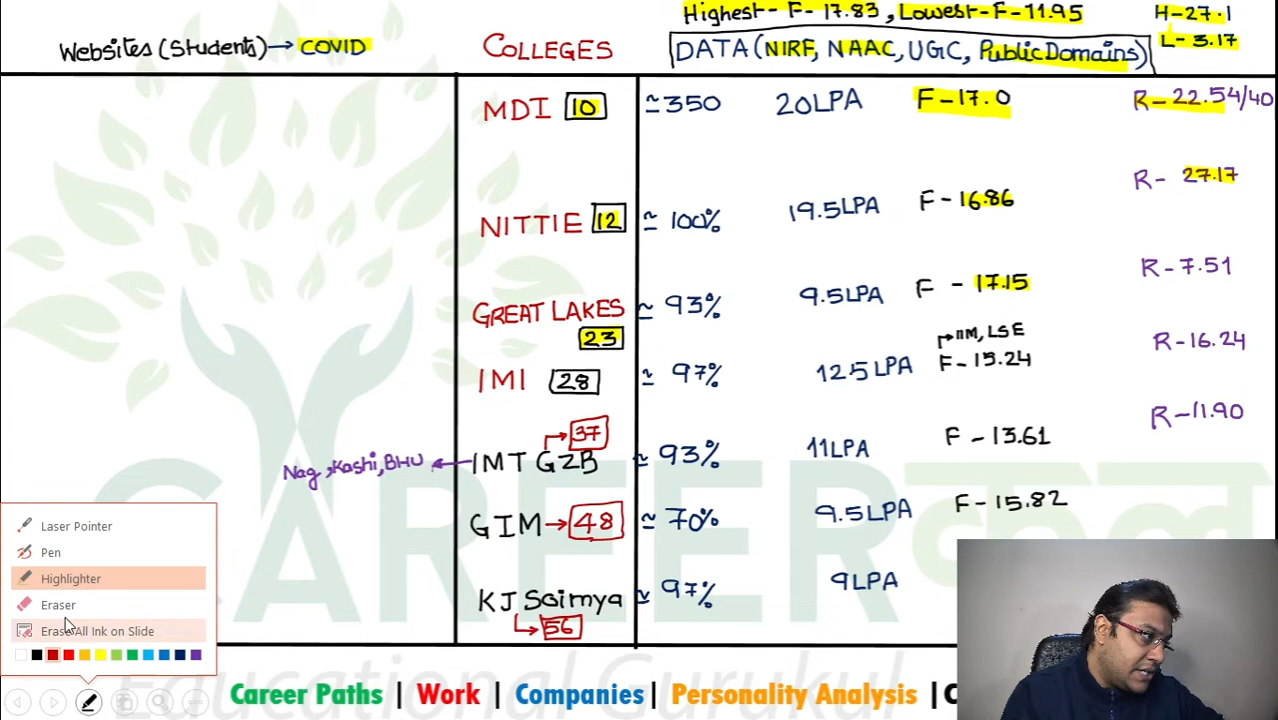 Highest- F- 17.83 , Lowest-F-11.95
H-27.1
L- 3.17
Websites (Students)→ COVID
COLLEGES
DATA (NIRF, NAAC, UGC, Public Domains)
MDI 10 ≃350 20LPA F-17.0 R-22.54/40
NITTIE 12 ≃ 100% 19.5LPA F-16.86 R- 27.17
GREAT LAKES 23 ≃ 93% 9.5LPA F - 17.15 R-7.51
IIM, LSE
IMI 28 ≃ 97% 12.5LPA F-15.24 R-16.24
37
Nag ,Kashi,BHU ← IMT GZB ≃ 93% 11LPA F-13.61 R-11.90
GIM→48 ≃ 70% 9.5LPA F-15.82
KJ Soimya ≃ 97% 9LPA
56
Laser Pointer
Pen
Highlighter
Eraser
Erase All Ink on Slide
CAREER
Educational Gurukul
Career Paths | Work | Companies | Personality Analysis |